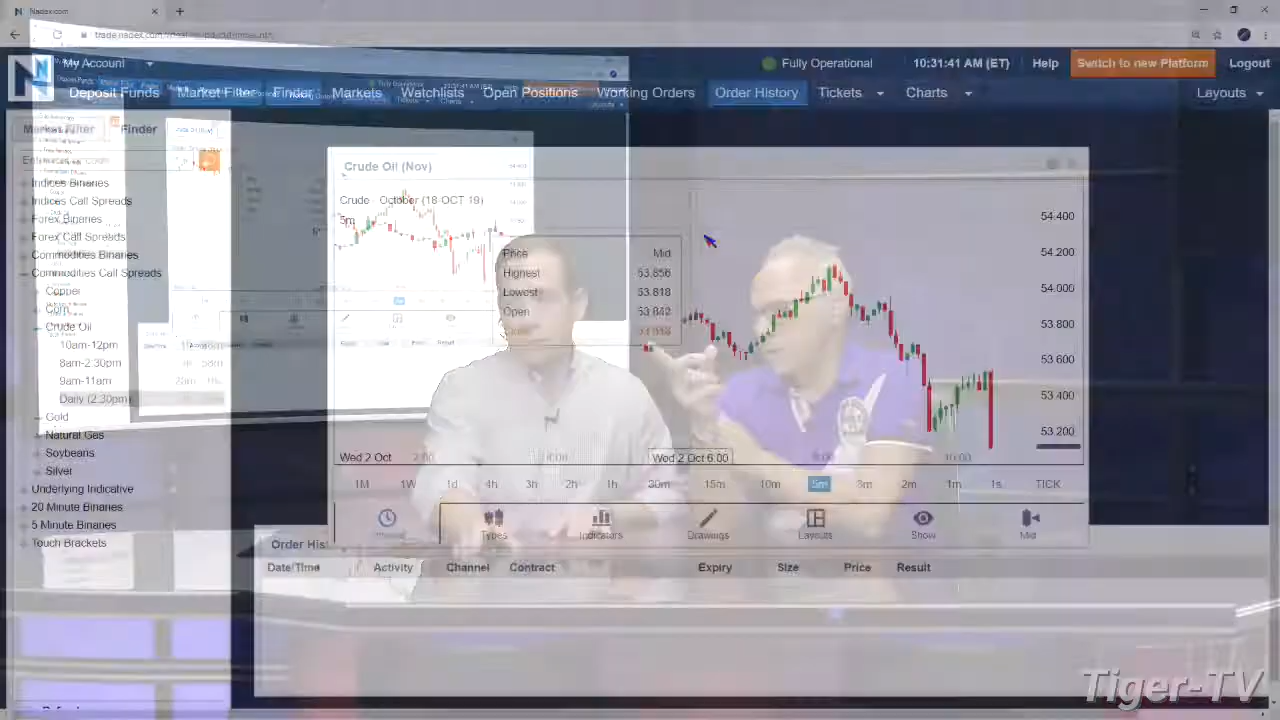 Nadex.com
My Account
Fully Operational
10:31:41 AM (ET)
Help
Switch to new Platform
Logout
Deposit Funds
Market Filter
Finder
Markets
Watchlists
Open Positions
Working Orders
Order History
Tickets
Charts
Layouts
Market Filter
Finder
Indices Binaries
Indices Call Spreads
Forex Binaries
Forex Call Spreads
Commodities Binaries
Commodities Call Spreads
Copper
Corn
Crude Oil
10am-12pm
8am-2:30pm
9am-11am
Daily (2:30pm)
Gold
Natural Gas
Soybeans
Silver
Underlying Indicative
20 Minute Binaries
5 Minute Binaries
Touch Brackets
Crude Oil (Nov)
Crude - October (18-OCT 19)
5m
Price Mid
Highest 53.856
Lowest 53.818
Open 53.842
54.400
54.200
54.000
53.800
53.600
53.400
53.200
Wed 2 Oct 2:00 Wed 2 Oct 6:00 8:00 10:00
1M 1W 1d 4h 3h 2h 1h 30m 15m 10m 5m 3m 2m 1m 1s TICK
Types Indicators Drawings Layouts Show Mid
Order His
Date/Time Activity Channel Contract Expiry Size Price Result
Tiger-TV